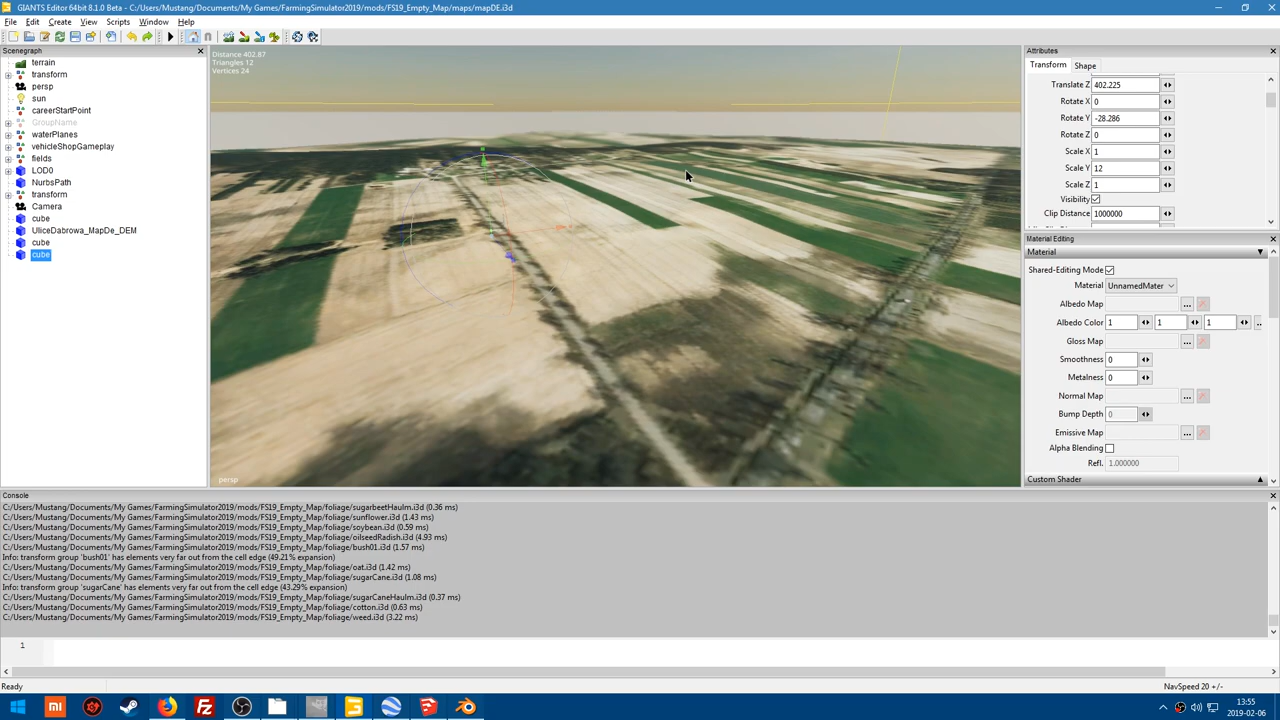 GIANTS Editor 64bit 8.1.0 Beta - C:/Users/Mustang/Documents/My Games/FarmingSimulator2019/mods/FS19_Empty_Map/maps/mapDE.i3d
File Edit Create View Scripts Window Help
Scenegraph
terrain
transform
persp
sun
careerStartPoint
GroupName
waterPlanes
vehicleShopGameplay
fields
LOD0
NurbsPath
transform
Camera
cube
UliceDabrowa_MapDe_DEM
cube
cube
Distance 402.87
Triangles 12
Vertices 24
persp
Attributes
Transform Shape
Translate Z 402.225
Rotate X 0
Rotate Y -28.286
Rotate Z 0
Scale X 1
Scale Y 12
Scale Z 1
Visibility
Clip Distance 1000000
Material Editing
Material
Shared-Editing Mode
Material UnnamedMater
Albedo Map ...
Albedo Color 1 1 1 ..
Gloss Map ...
Smoothness 0
Metalness 0
Normal Map ...
Bump Depth 0
Emissive Map ...
Alpha Blending
Refl. 1.000000
Custom Shader
Console
C:/Users/Mustang/Documents/My Games/FarmingSimulator2019/mods/FS19_Empty_Map/foliage/sugarbeetHaulm.i3d (0.36 ms)
C:/Users/Mustang/Documents/My Games/FarmingSimulator2019/mods/FS19_Empty_Map/foliage/sunflower.i3d (1.43 ms)
C:/Users/Mustang/Documents/My Games/FarmingSimulator2019/mods/FS19_Empty_Map/foliage/soybean.i3d (0.59 ms)
C:/Users/Mustang/Documents/My Games/FarmingSimulator2019/mods/FS19_Empty_Map/foliage/oilseedRadish.i3d (4.93 ms)
C:/Users/Mustang/Documents/My Games/FarmingSimulator2019/mods/FS19_Empty_Map/foliage/bush01.i3d (1.57 ms)
Info: transform group 'bush01' has elements very far out from the cell edge (49.21% expansion)
C:/Users/Mustang/Documents/My Games/FarmingSimulator2019/mods/FS19_Empty_Map/foliage/oat.i3d (1.42 ms)
C:/Users/Mustang/Documents/My Games/FarmingSimulator2019/mods/FS19_Empty_Map/foliage/sugarCane.i3d (1.08 ms)
Info: transform group 'sugarCane' has elements very far out from the cell edge (43.29% expansion)
C:/Users/Mustang/Documents/My Games/FarmingSimulator2019/mods/FS19_Empty_Map/foliage/sugarCaneHaulm.i3d (0.37 ms)
C:/Users/Mustang/Documents/My Games/FarmingSimulator2019/mods/FS19_Empty_Map/foliage/cotton.i3d (0.63 ms)
C:/Users/Mustang/Documents/My Games/FarmingSimulator2019/mods/FS19_Empty_Map/foliage/weed.i3d (3.22 ms)
1
Ready NavSpeed 20 +/-
13:55
2019-02-06